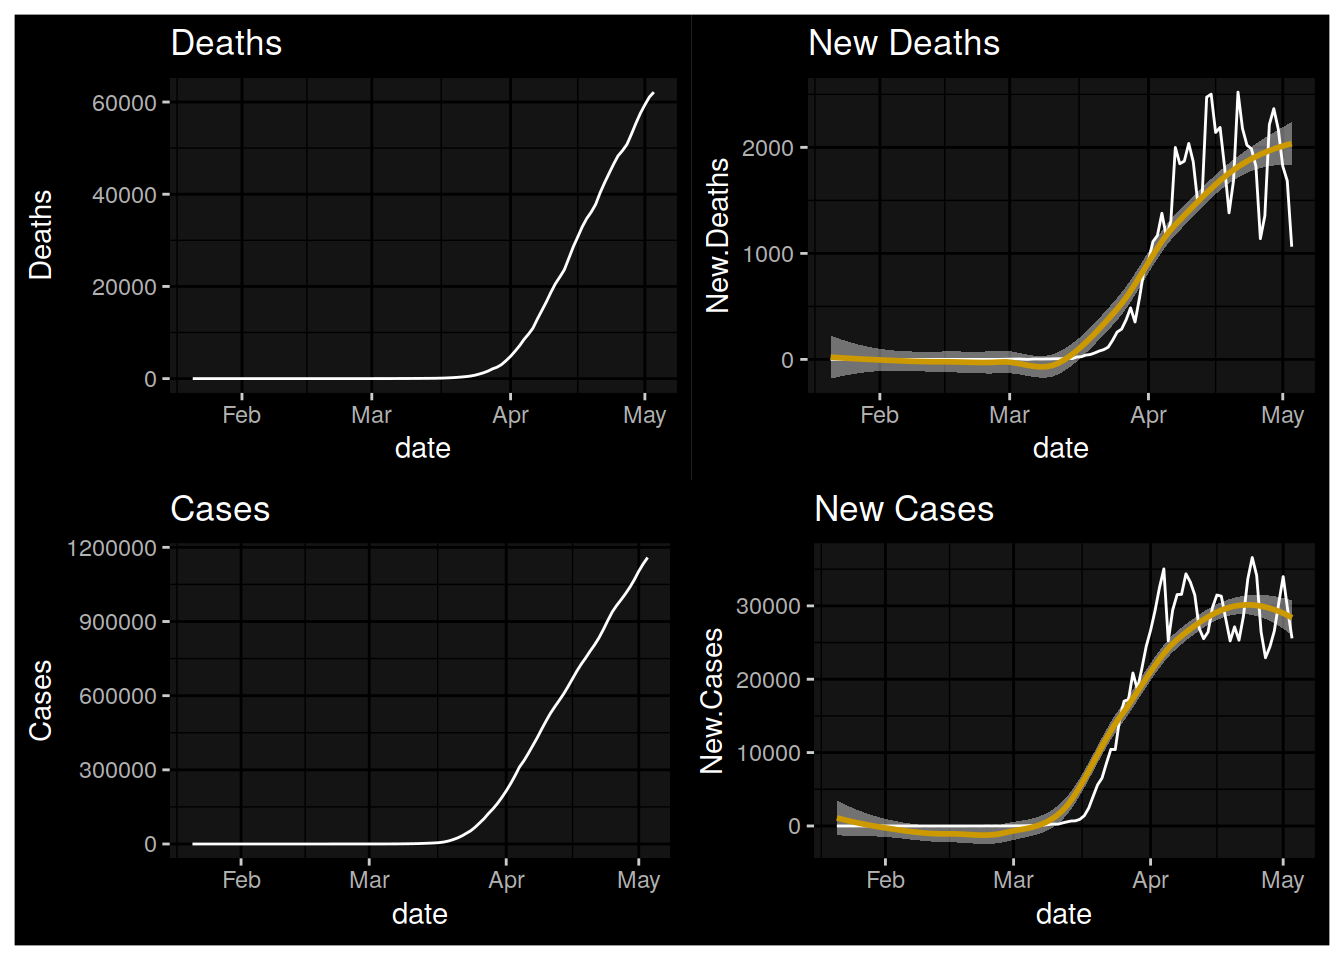 Deaths
60000
40000
20000
0
Deaths
Feb Mar Apr May
date
New Deaths
2000
1000
0
New.Deaths
Feb Mar Apr May
date
Cases
1200000
900000
600000
300000
0
Cases
Feb Mar Apr May
date
New Cases
30000
20000
10000
0
New.Cases
Feb Mar Apr May
date